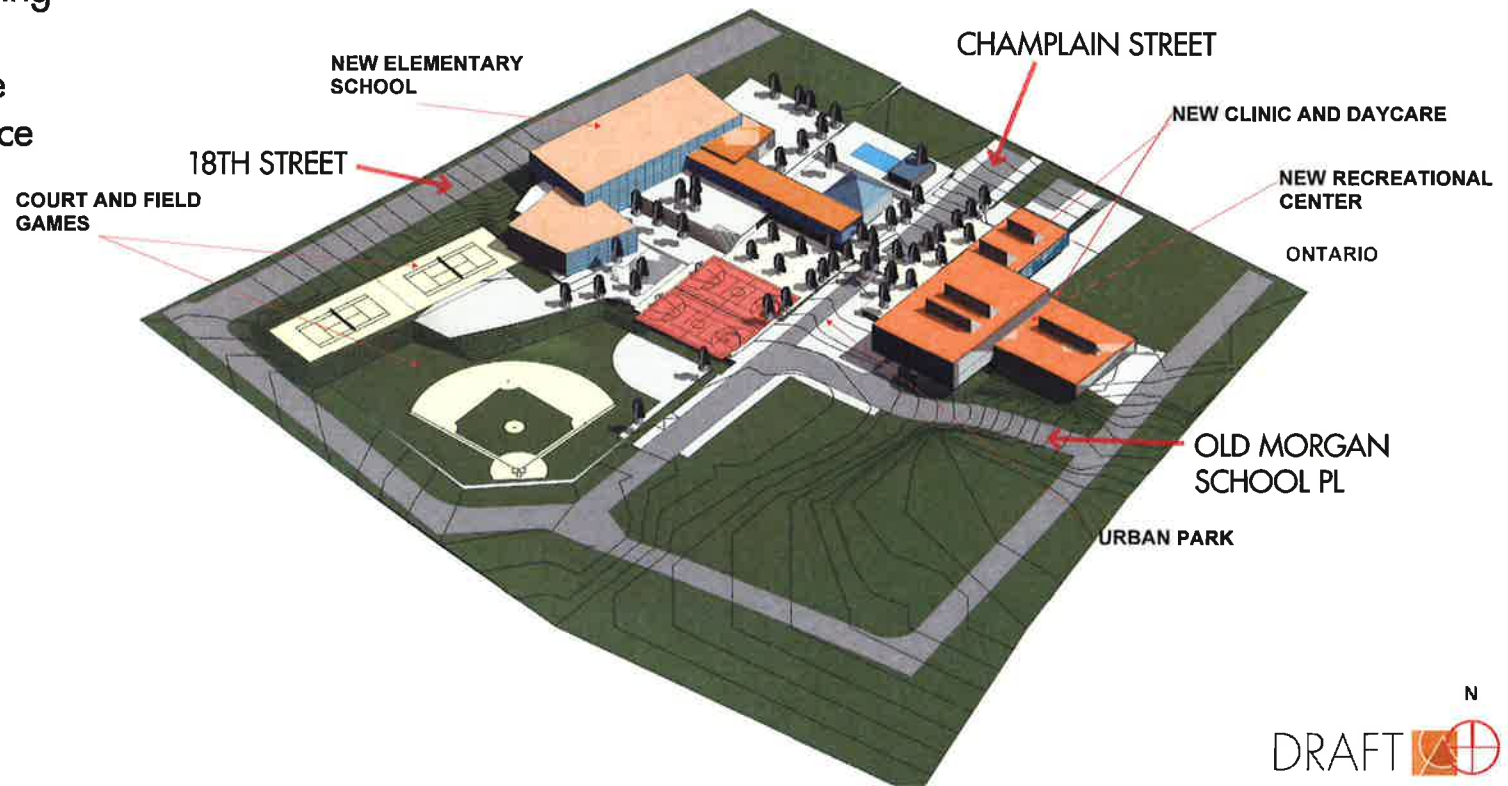 NEW ELEMENTARY
SCHOOL
18TH STREET
COURT AND FIELD
GAMES
CHAMPLAIN STREET
NEW CLINIC AND DAYCARE
NEW RECREATIONAL
CENTER
ONTARIO
OLD MORGAN
SCHOOL PL
URBAN PARK
N
DRAFT